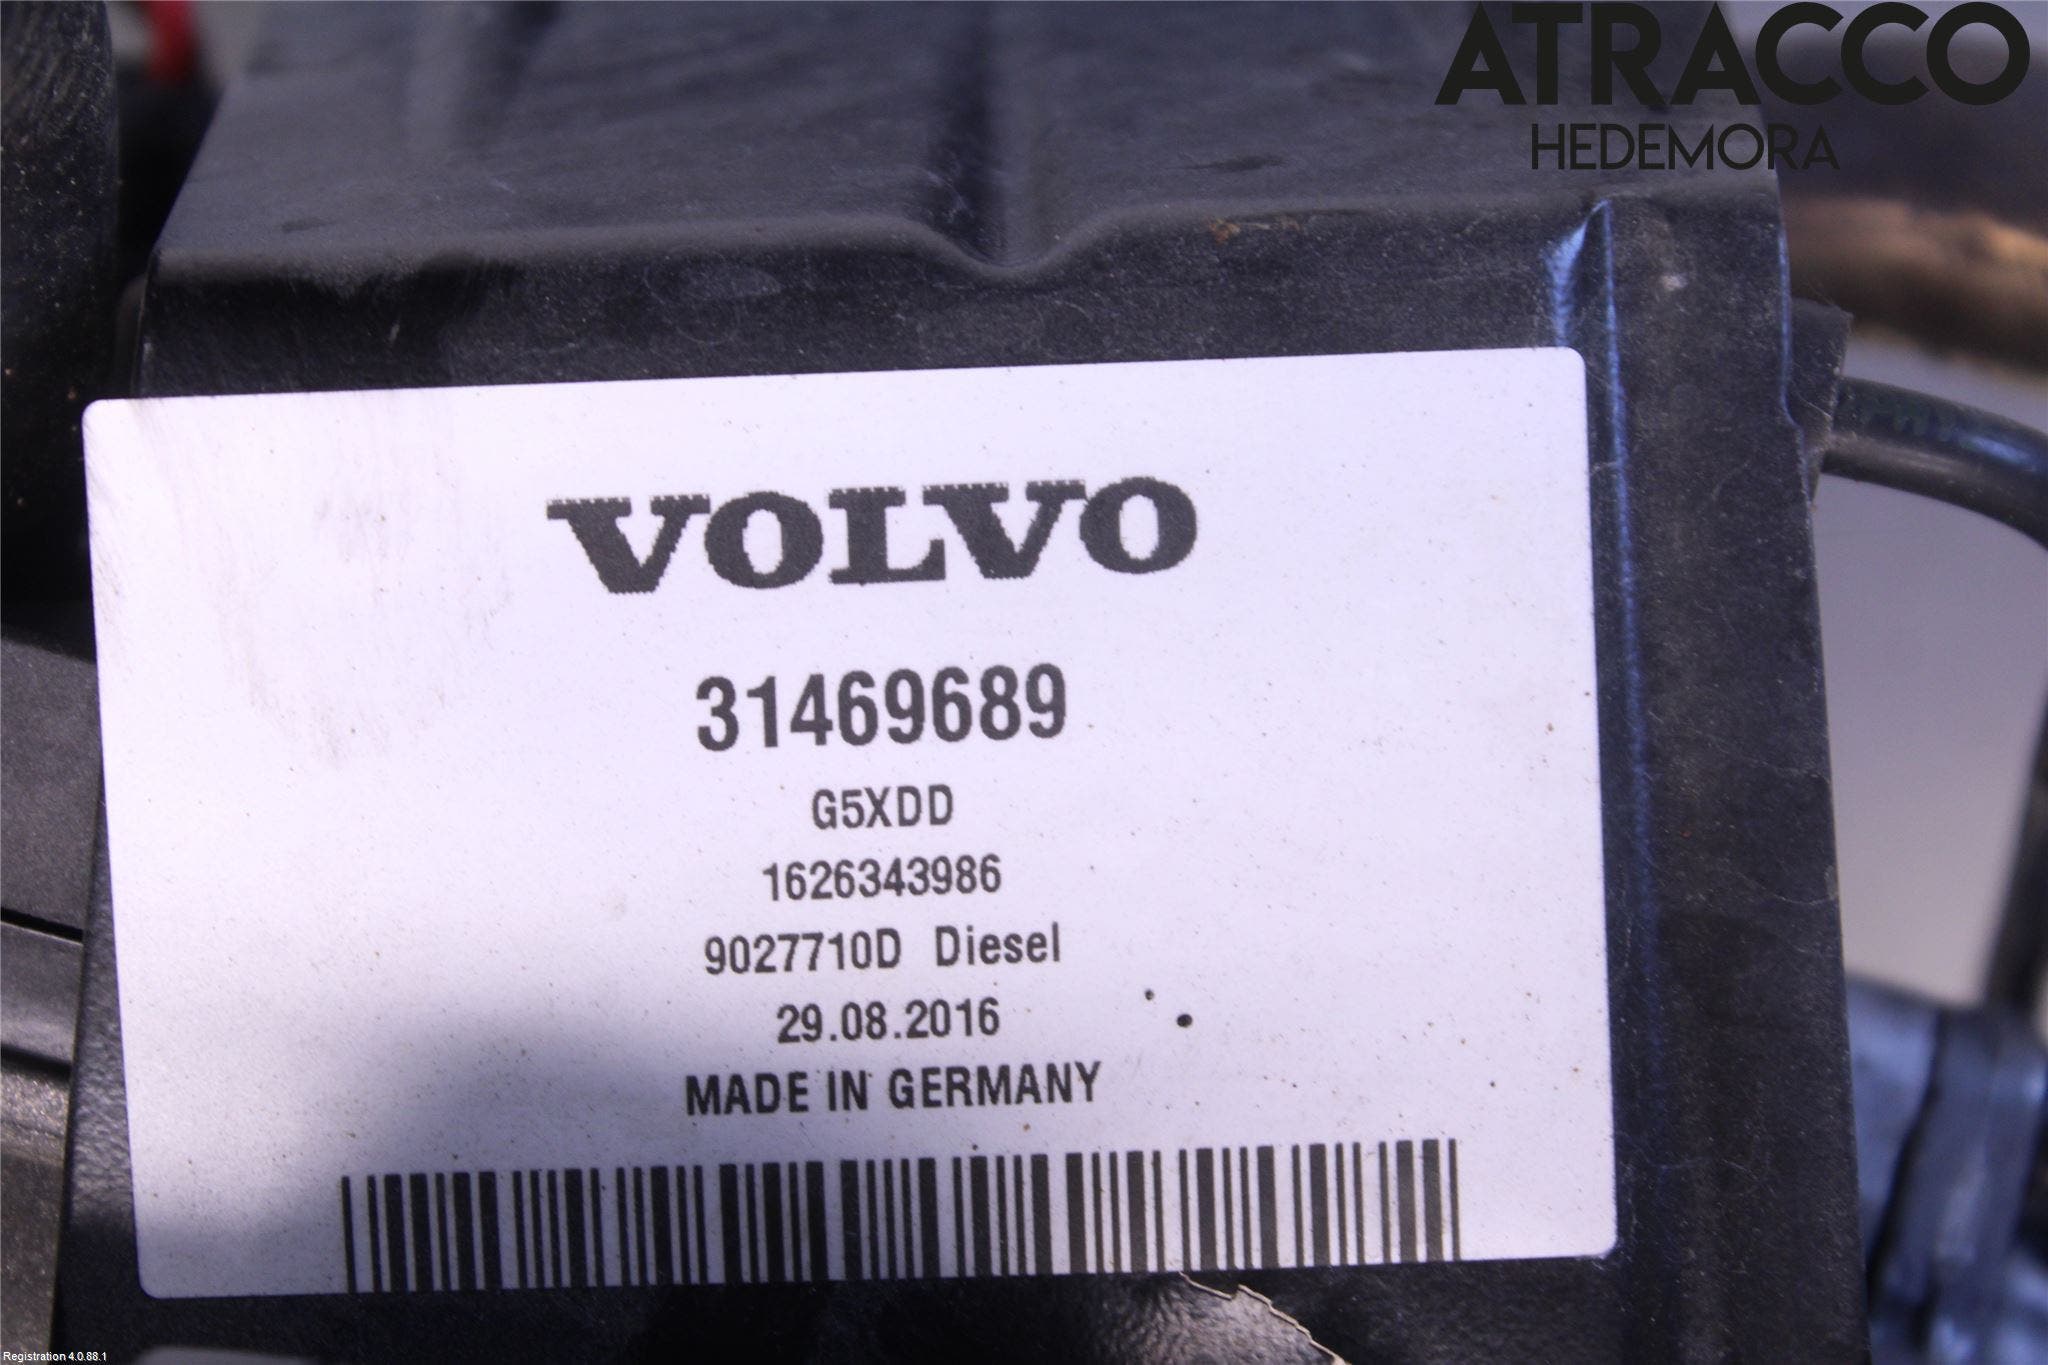 ATRACCO
HEDEMORA
VOLVO
31469689
G5XDD
1626343986
9027710D Diesel
29.08.2016
MADE IN GERMANY
Registration 4.0.88.1